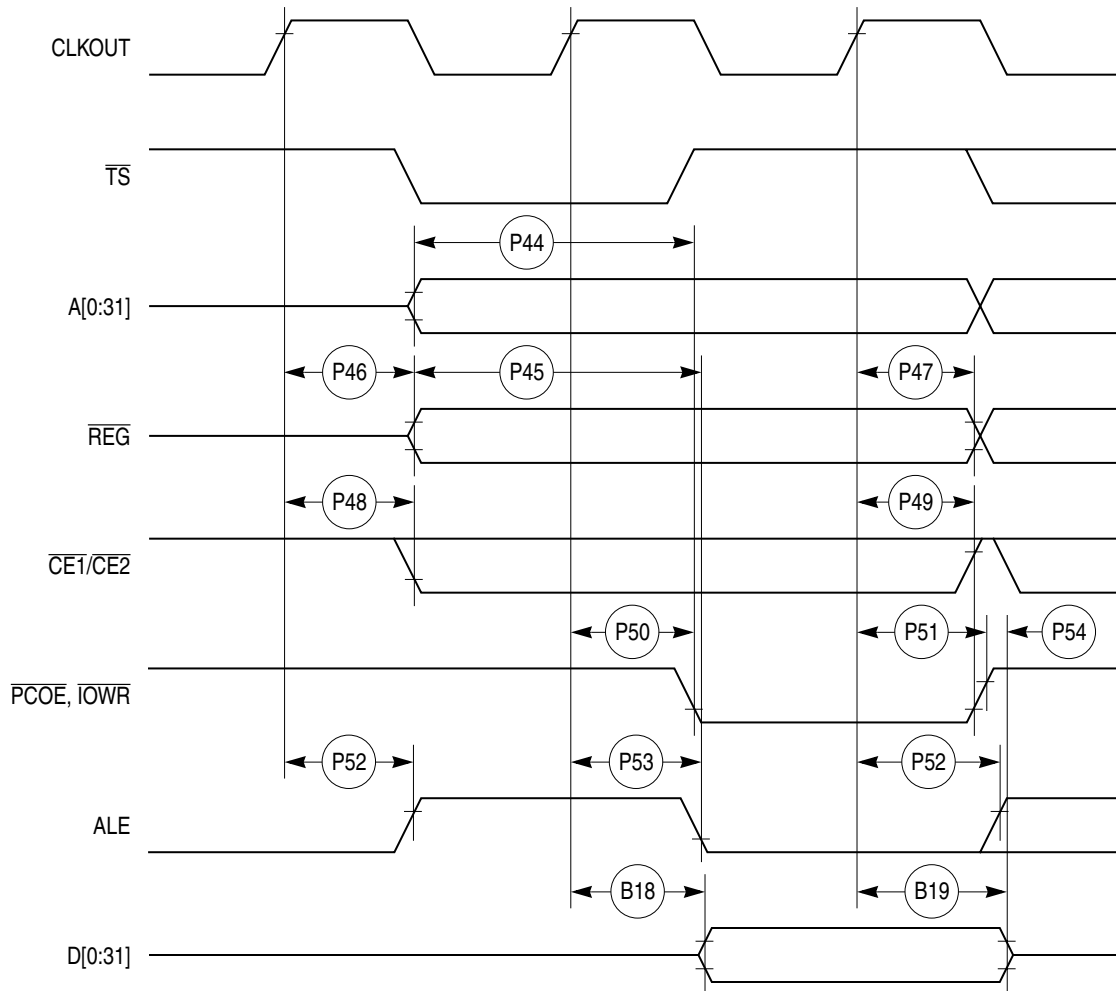 CLKOUT
TS
P44
A[0:31]
P46 P45 P47
REG
P48 P49
CE1/CE2
P50 P51 P54
PCOE, IOWR
P52 P53 P52
ALE
B18 B19
D[0:31]